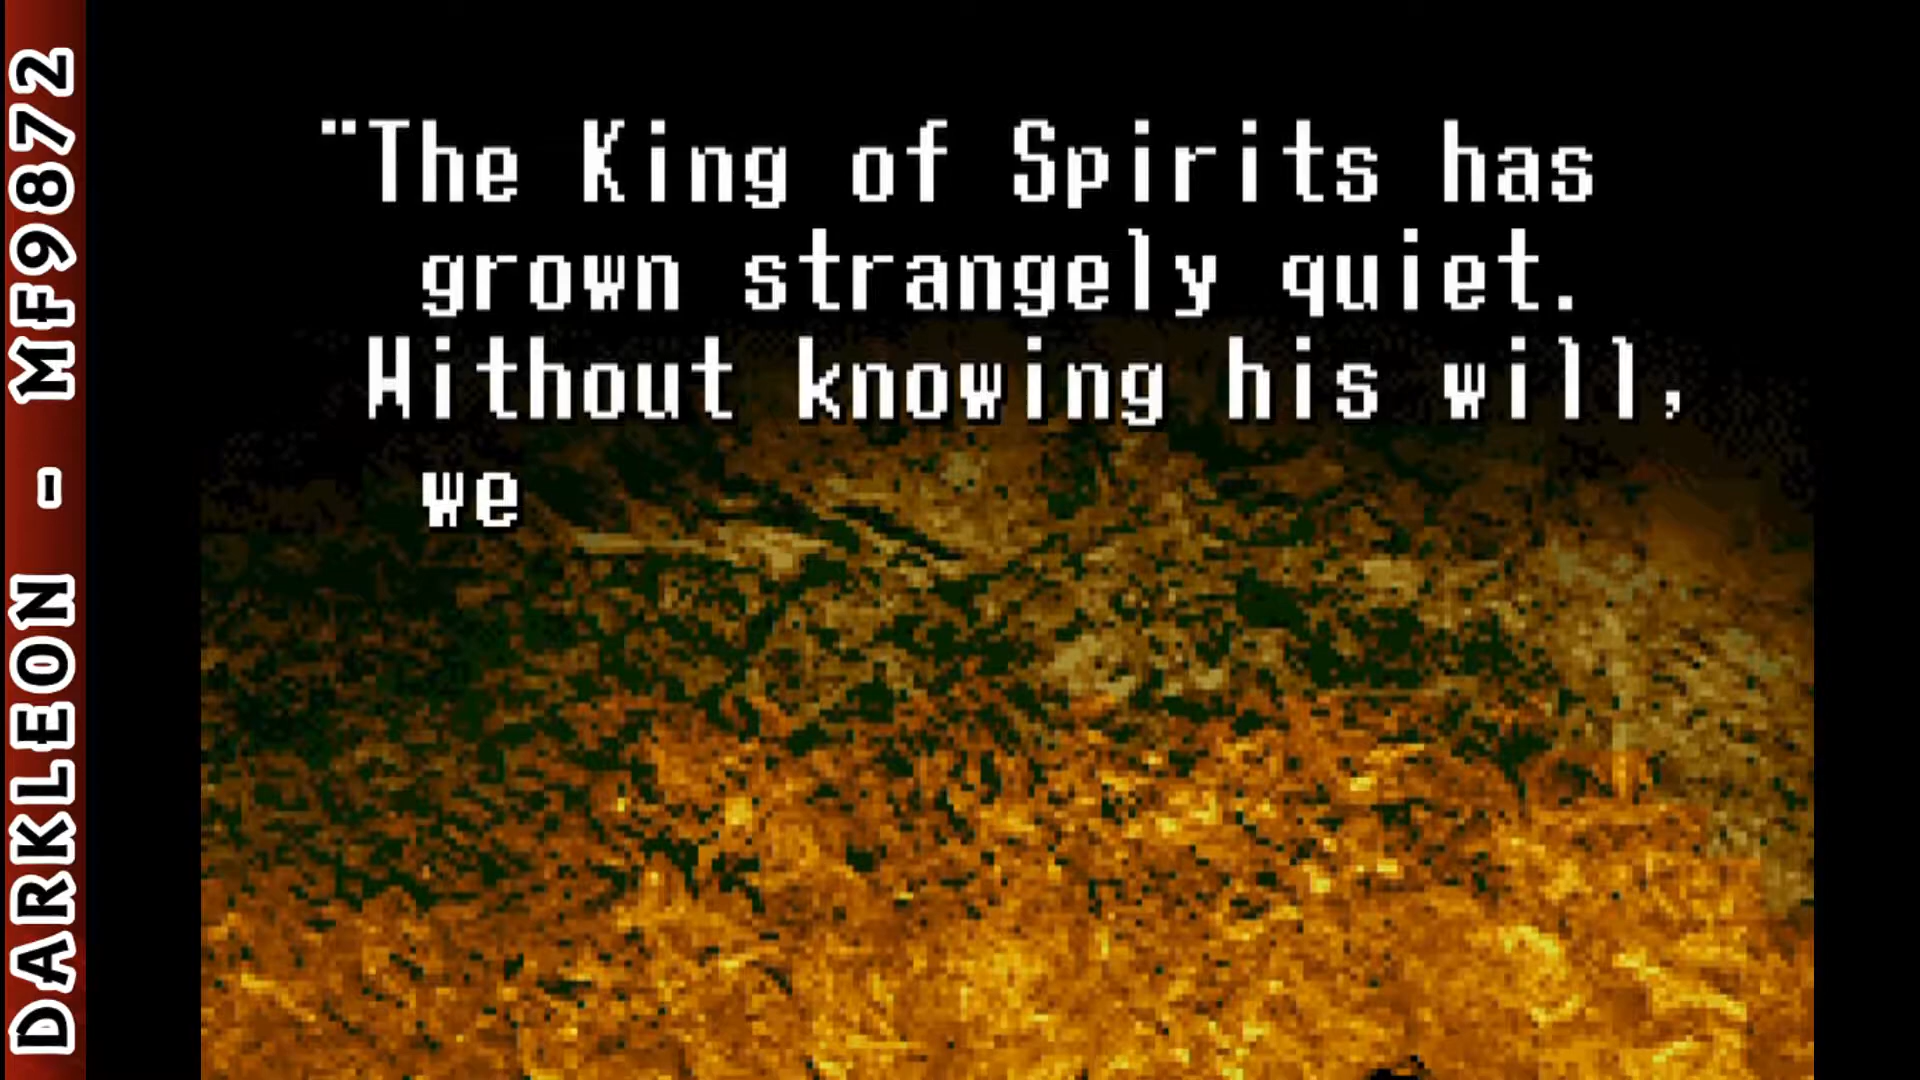 DARKLEON - MF9872
"The King of Spirits has
grown strangely quiet.
Without knowing his will,
we